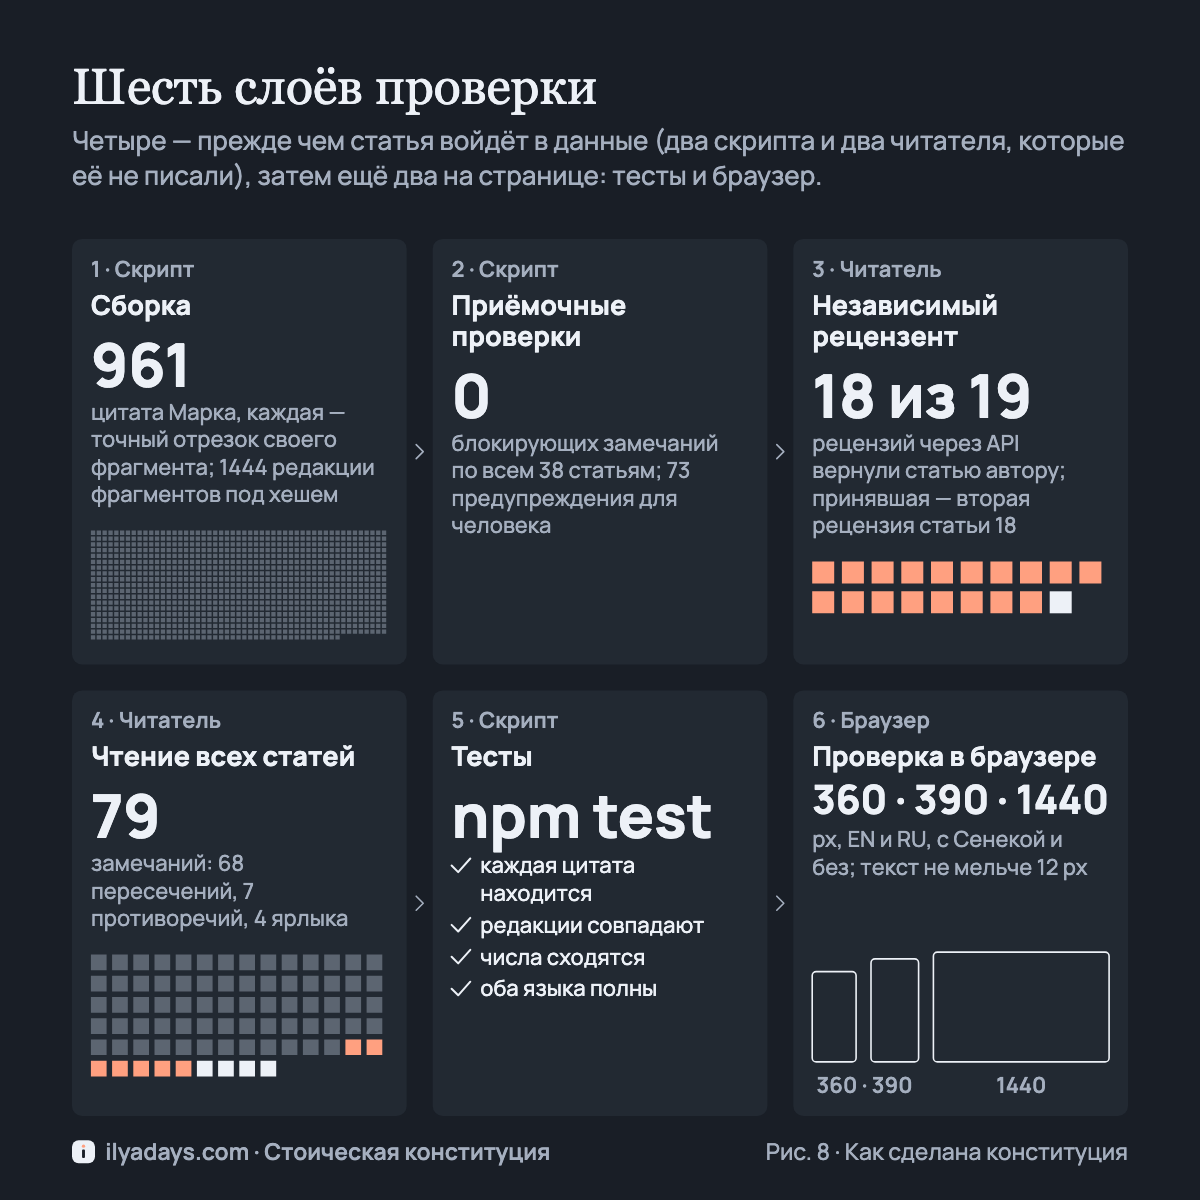 Шесть слоёв проверки
Четыре — прежде чем статья войдёт в данные (два скрипта и два читателя, которые
её не писали), затем ещё два на странице: тесты и браузер.
1 · Скрипт
Сборка
961
цитата Марка, каждая —
точный отрезок своего
фрагмента; 1444 редакции
фрагментов под хешем
2 · Скрипт
Приёмочные
проверки
0
блокирующих замечаний
по всем 38 статьям; 73
предупреждения для
человека
3 · Читатель
Независимый
рецензент
18 из 19
рецензий через API
вернули статью автору;
принявшая — вторая
рецензия статьи 18
4 · Читатель
Чтение всех статей
79
замечаний: 68
пересечений, 7
противоречий, 4 ярлыка
5 · Скрипт
Тесты
npm test
каждая цитата
находится
редакции совпадают
числа сходятся
оба языка полны
6 · Браузер
Проверка в браузере
360 · 390 · 1440
px, EN и RU, с Сенекой и
без; текст не мельче 12 px
360 · 390
1440
ilyadays.com · Стоическая конституция
Рис. 8 · Как сделана конституция